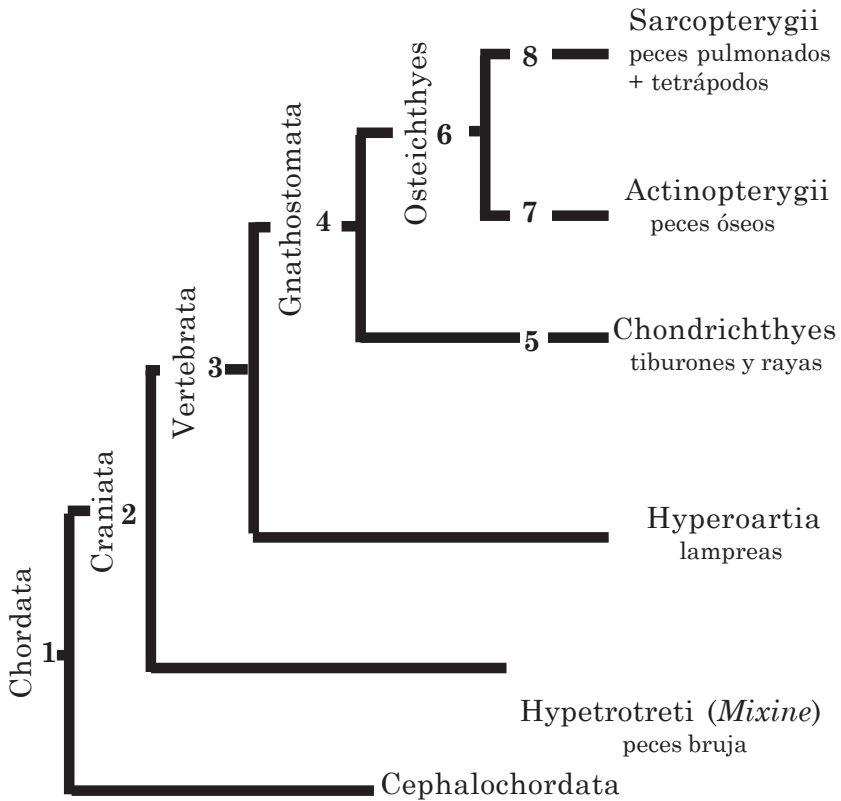 Sarcopterygii
peces pulmonados
+ tetrápodos
8
Osteichthyes
6
Actinopterygii
peces óseos
7
Gnathostomata
4
Chondrichthyes
tiburones y rayas
5
Vertebrata
3
Hyperoartia
lampreas
Craniata
2
Chordata
1
Hypetrotreti (Mixine)
peces bruja
Cephalochordata